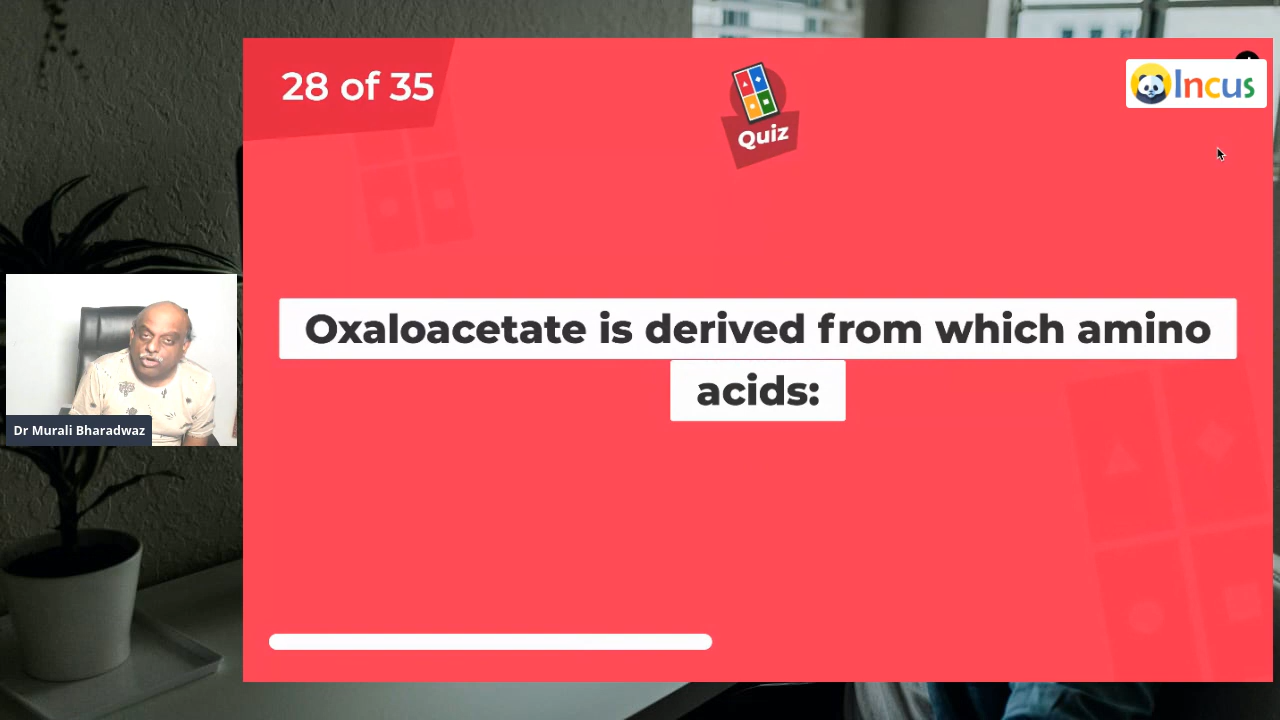 28 of 35
Quiz
Incus
Oxaloacetate is derived from which amino
acids:
Dr Murali Bharadwaz